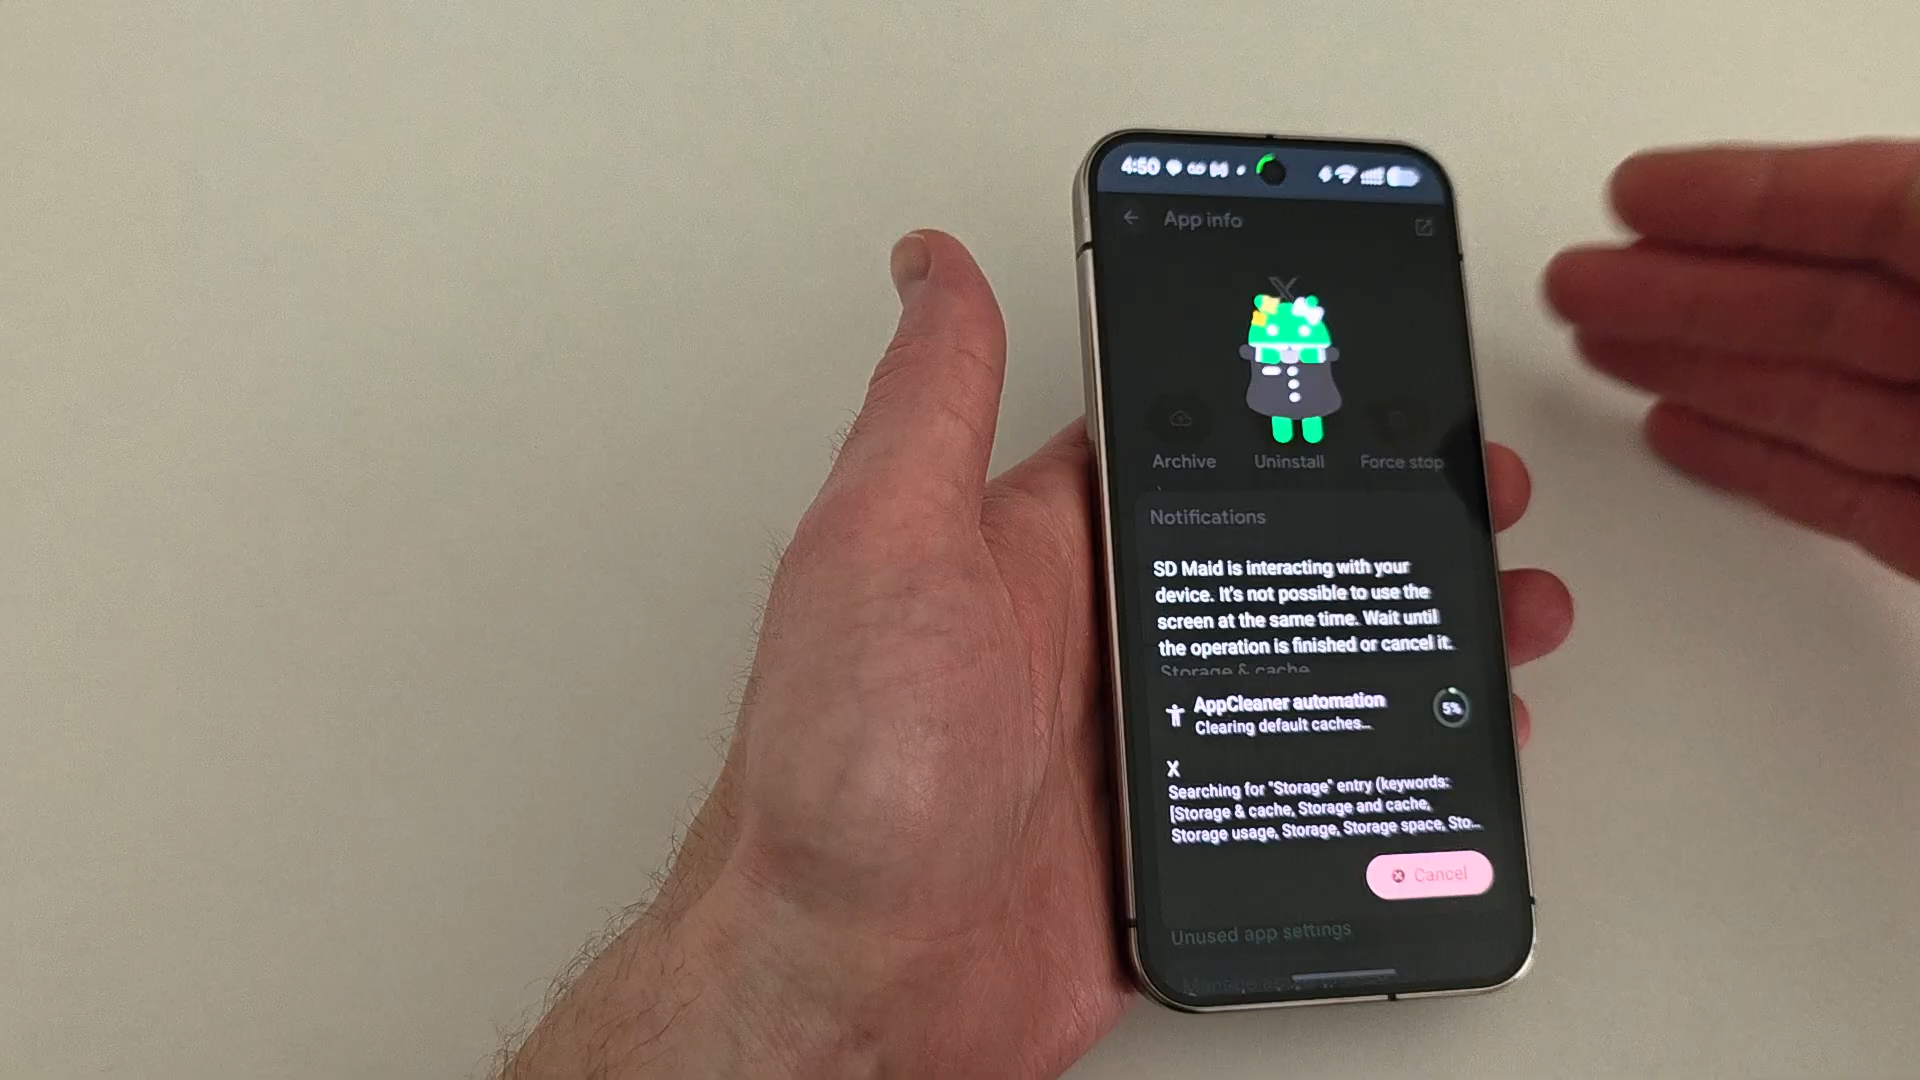 4:50
App info
X
Archive
Uninstall
Force stop
Notifications
SD Maid is interacting with your
device. It's not possible to use the
screen at the same time. Wait until
the operation is finished or cancel it.
Storage & cache
AppCleaner automation
5%
Clearing default caches...
X
Searching for "Storage" entry (keywords:
[Storage & cache, Storage and cache,
Storage usage, Storage, Storage space, Sto...
Cancel
Unused app settings